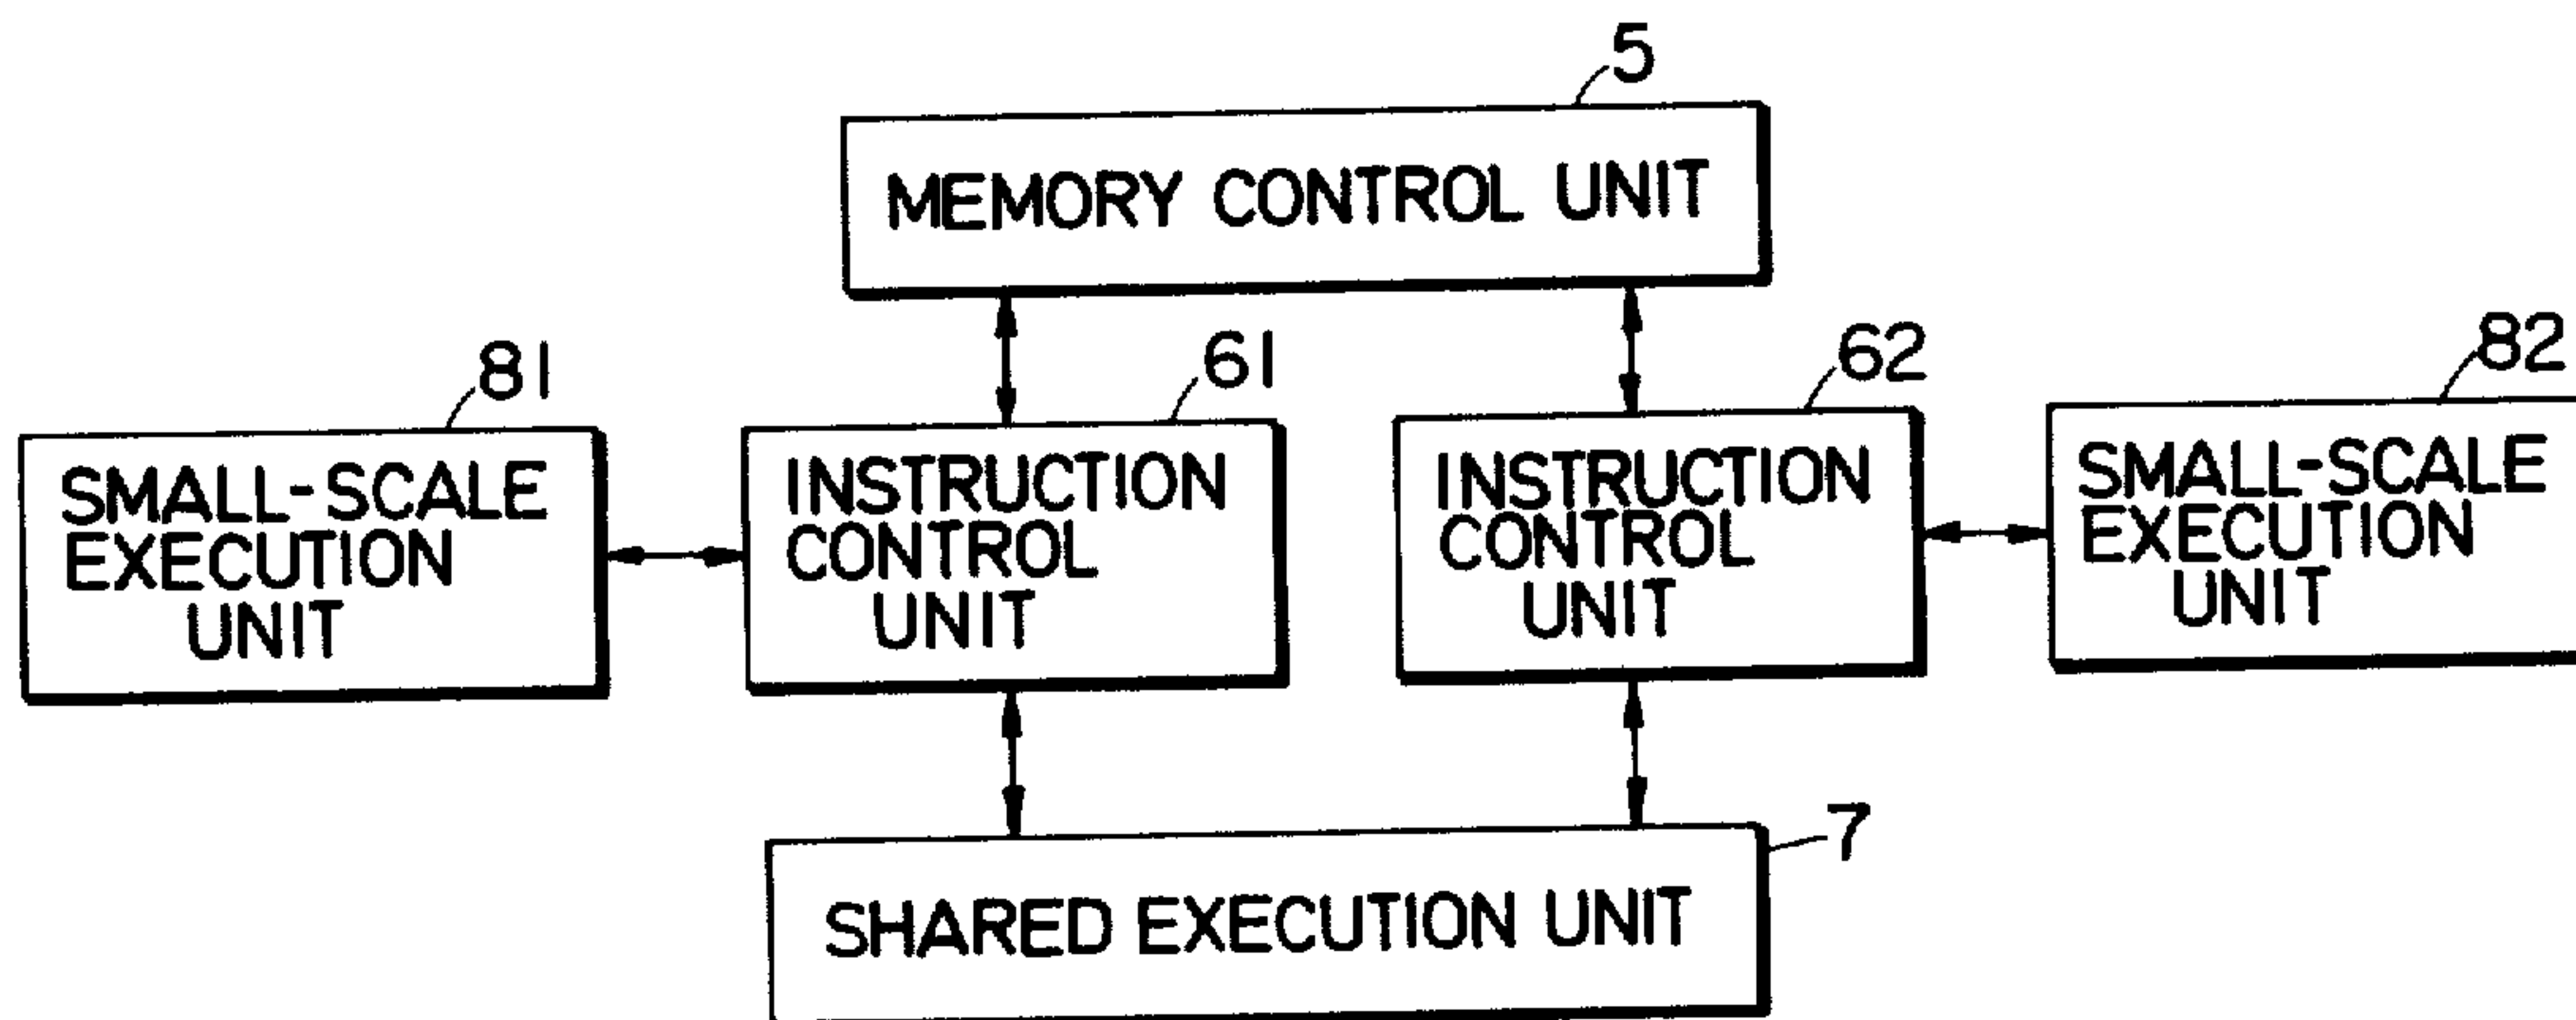 5
MEMORY CONTROL UNIT
81
61
62
82
SMALL-SCALE
EXECUTION
UNIT
INSTRUCTION
CONTROL
UNIT
INSTRUCTION
CONTROL
UNIT
SMALL-SCALE
EXECUTION
UNIT
7
SHARED EXECUTION UNIT